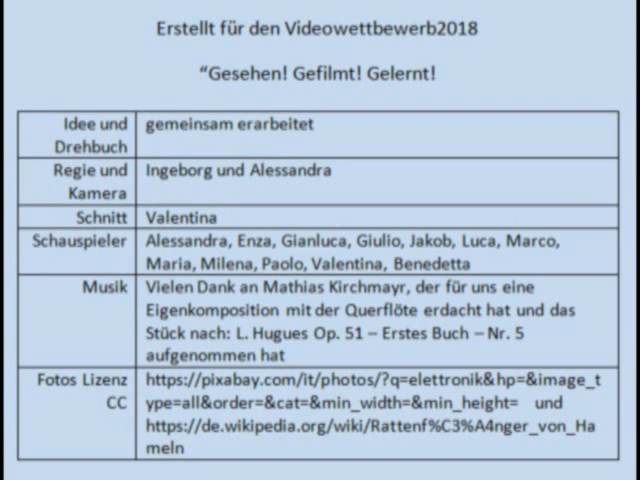 Erstellt für den Videowettbewerb2018
“Gesehen! Gefilmt! Gelernt!
Idee und gemeinsam erarbeitet
Drehbuch
Regie und Ingeborg und Alessandra
Kamera
Schnitt Valentina
Schauspieler Alessandra, Enza, Gianluca, Giulio, Jakob, Luca, Marco,
Maria, Milena, Paolo, Valentina, Benedetta
Musik Vielen Dank an Mathias Kirchmayr, der für uns eine
Eigenkomposition mit der Querflöte erdacht hat und das
Stück nach: L. Hugues Op. 51 – Erstes Buch – Nr. 5
aufgenommen hat
Fotos Lizenz https://pixabay.com/it/photos/?q=elettronik&hp=&image_t
CC ype=all&order=&cat=&min_width=&min_height= und
https://de.wikipedia.org/wiki/Rattenf%C3%A4nger_von_Ha
meln